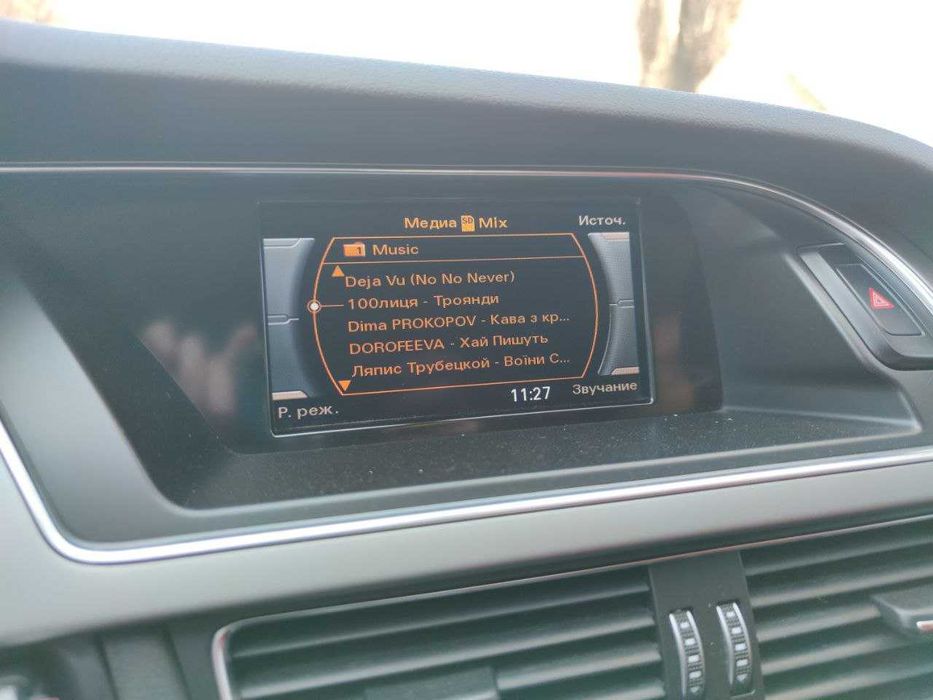 Медиа SD Mix Источ.
1 Music
Deja Vu (No No Never)
100лиця - Троянди
Dima PROKOPOV - Кава з кр...
DOROFEEVA - Хай Пишуть
Ляпис Трубецкой - Воїни С...
11:27 Звучание
Р. реж.